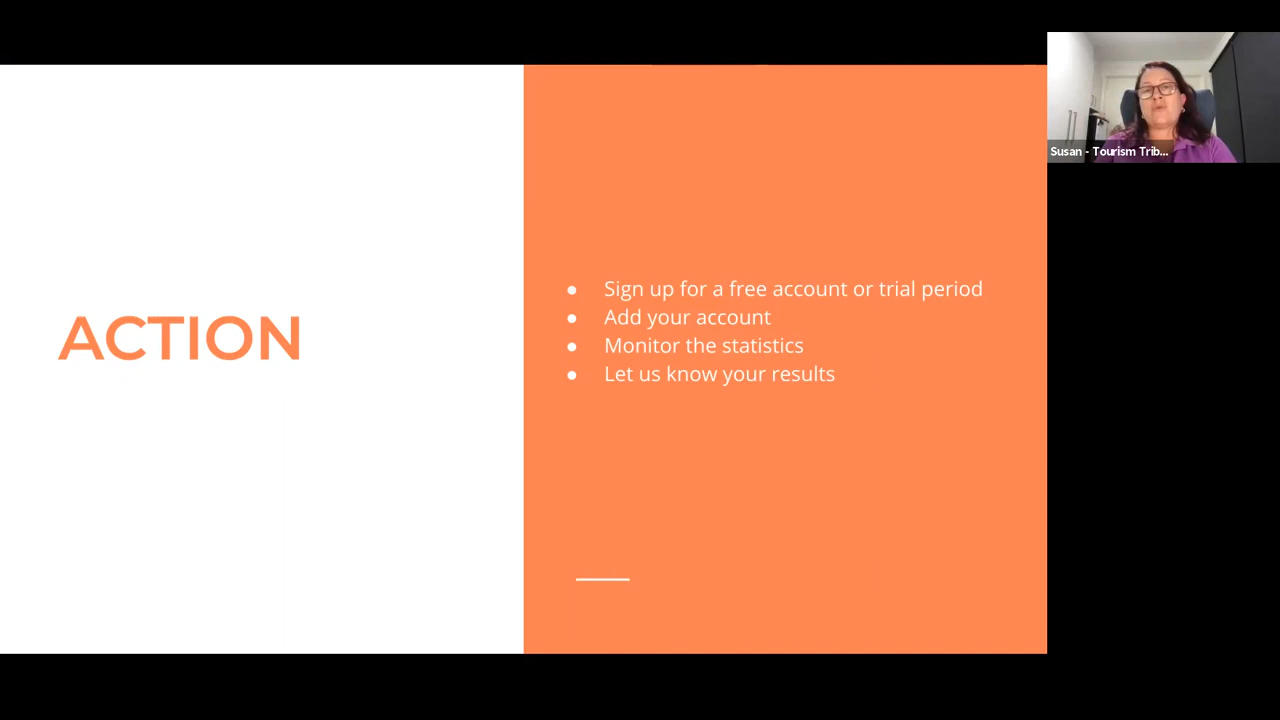 ACTION
● Sign up for a free account or trial period
● Add your account
● Monitor the statistics
● Let us know your results
Susan - Tourism Trib...